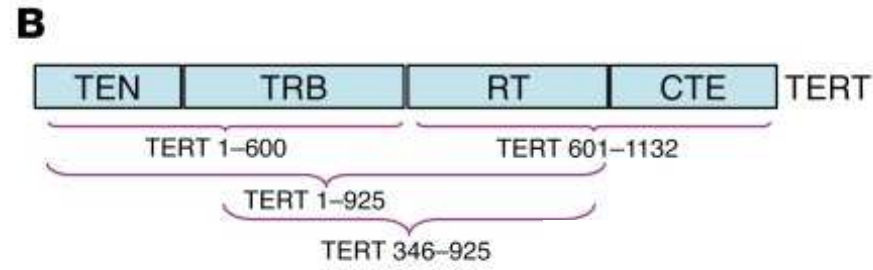 B
TEN TRB RT CTE TERT
TERT 1–600 TERT 601–1132
TERT 1–925
TERT 346–925